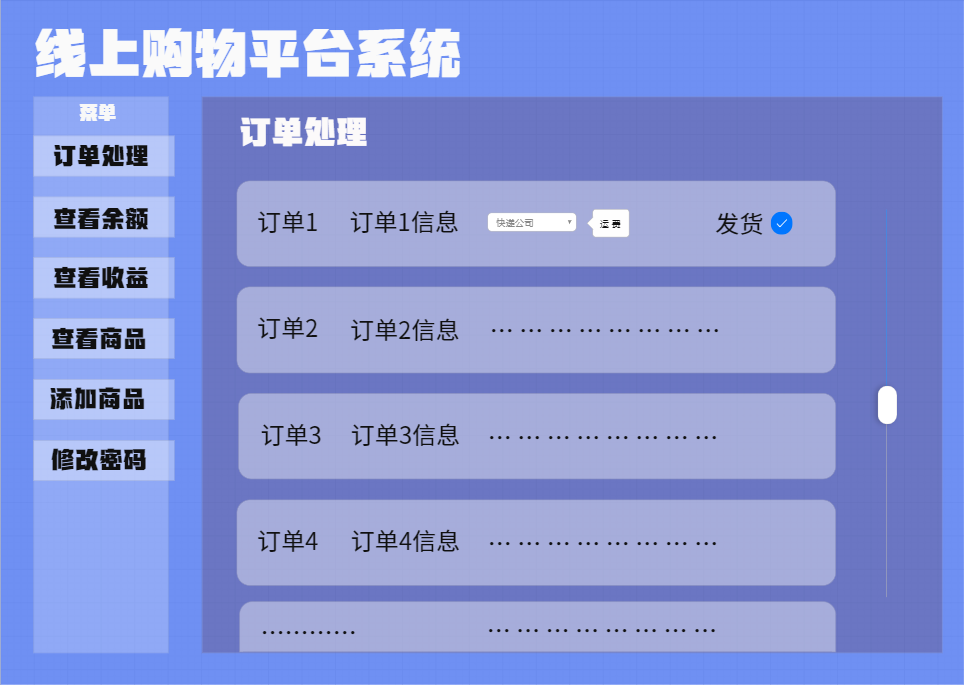 线上购物平台系统
菜单
订单处理
查看余额
查看收益
查看商品
添加商品
修改密码
订单处理
订单1 订单1信息 快递公司 运费 发货
订单2 订单2信息 … … … … … … … …
订单3 订单3信息 … … … … … … … …
订单4 订单4信息 … … … … … … … …
………… … … … … … … … …